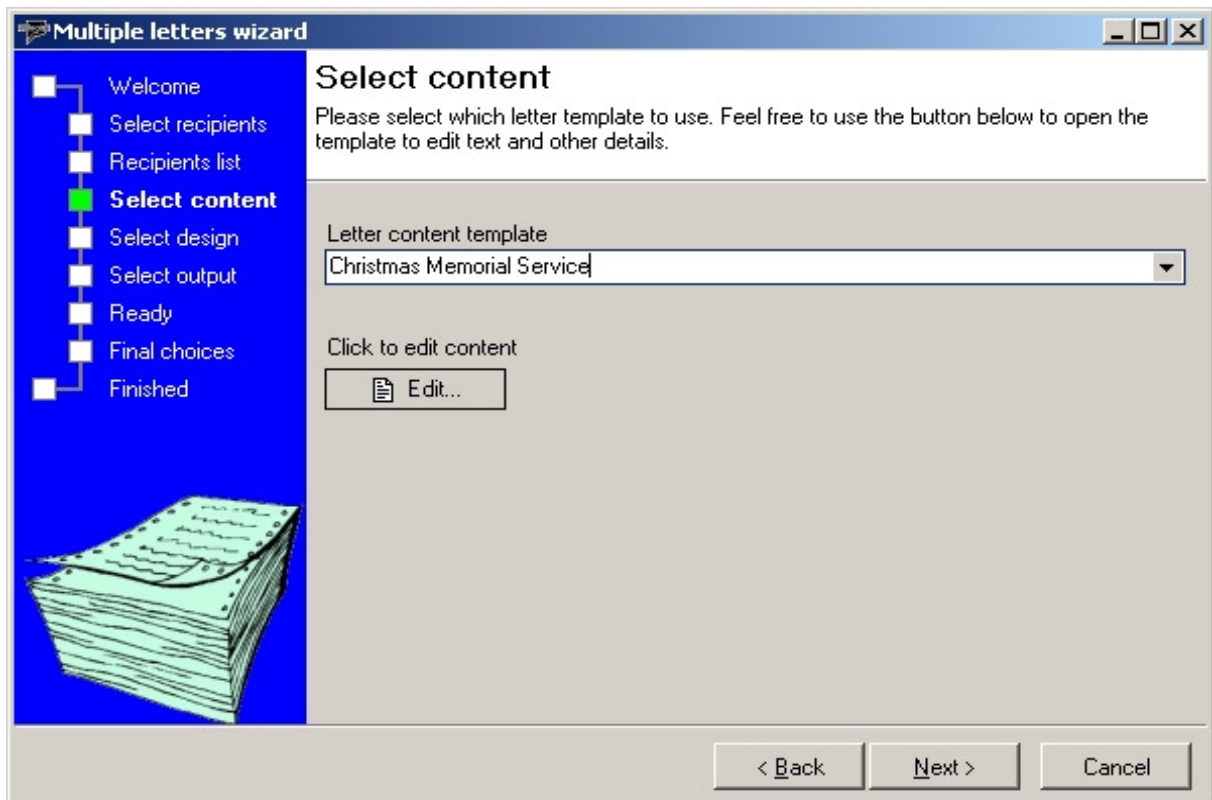 Multiple letters wizard
Welcome
Select recipients
Recipients list
Select content
Select design
Select output
Ready
Final choices
Finished
Select content
Please select which letter template to use. Feel free to use the button below to open the
template to edit text and other details.
Letter content template
Christmas Memorial Service
Click to edit content
Edit...
< Back
Next >
Cancel